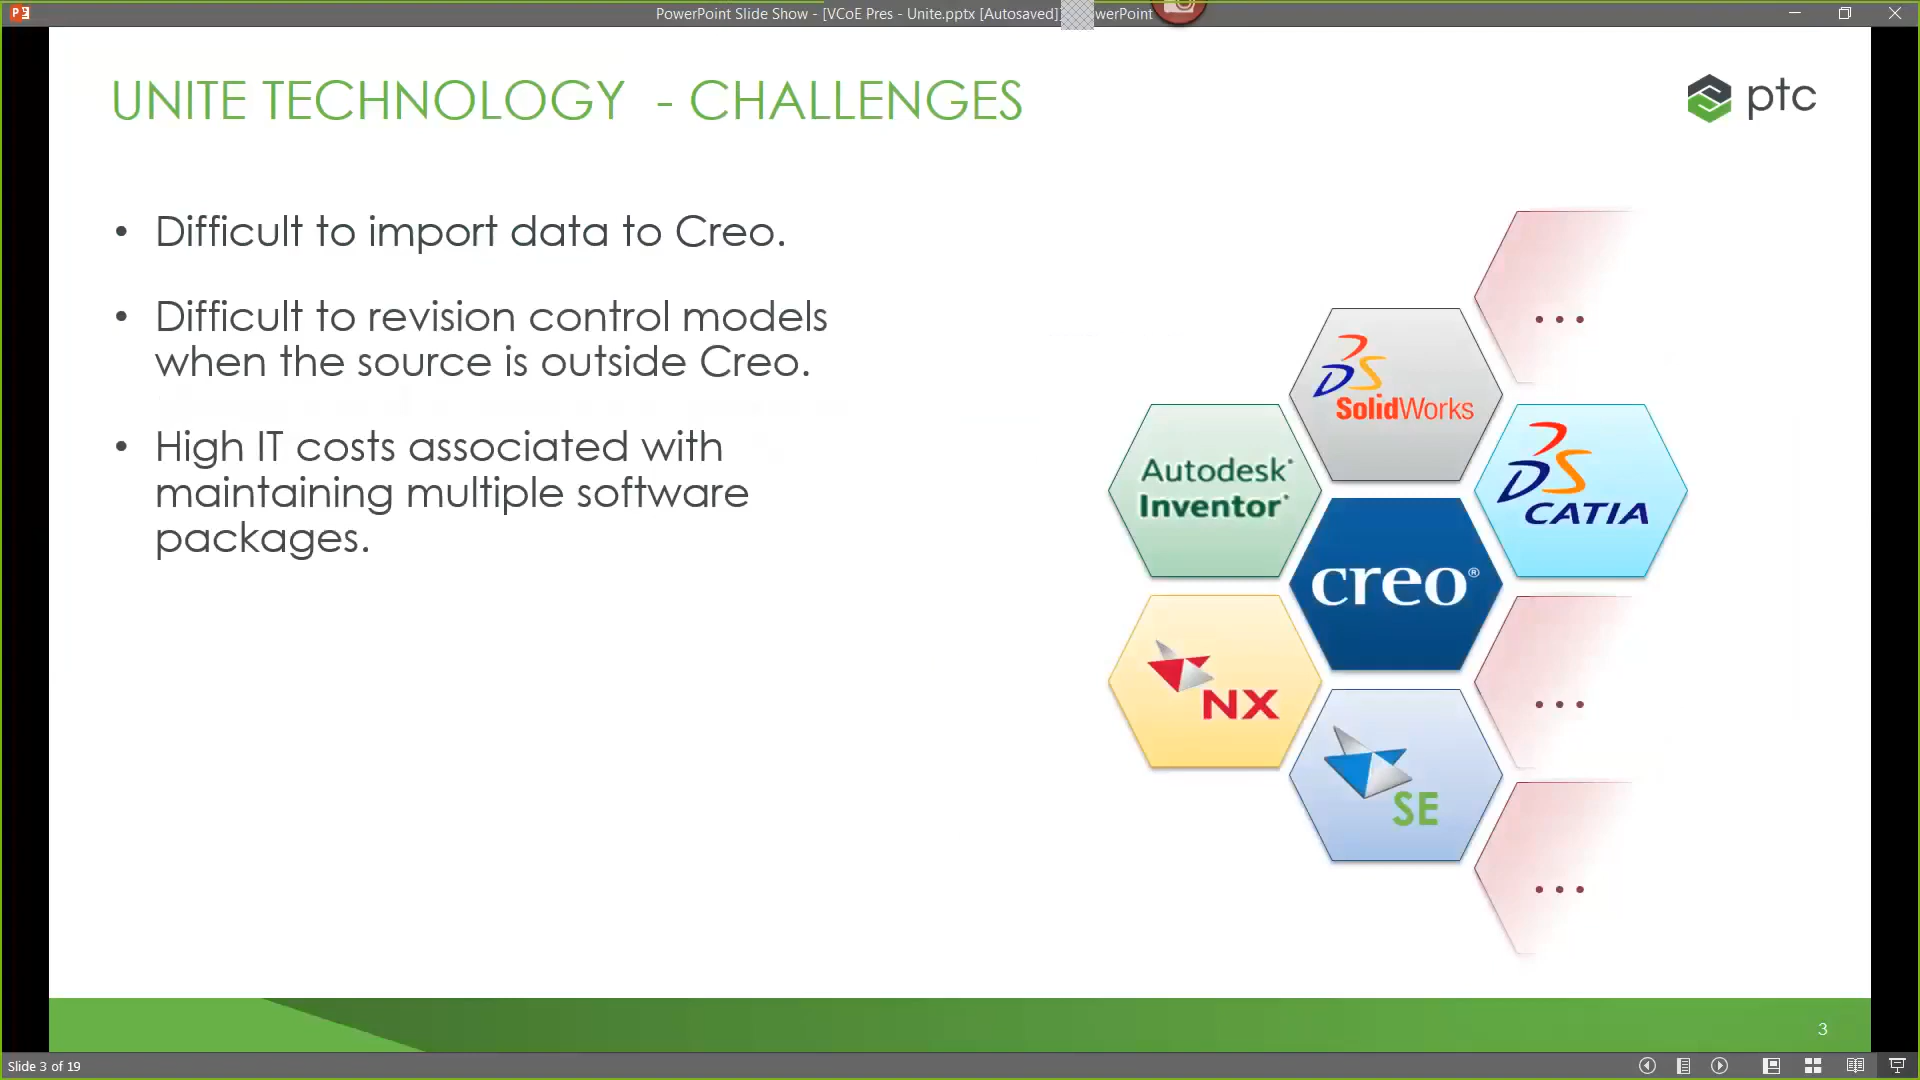 PowerPoint Slide Show - [VCoE Pres - Unite.pptx [Autosaved]] werPoint
UNITE TECHNOLOGY - CHALLENGES
ptc
• Difficult to import data to Creo.
• Difficult to revision control models
when the source is outside Creo.
• High IT costs associated with
maintaining multiple software
packages.
...
DS
SolidWorks
Autodesk®
Inventor®
DS
CATIA
creo®
NX
...
SE
...
3
Slide 3 of 19